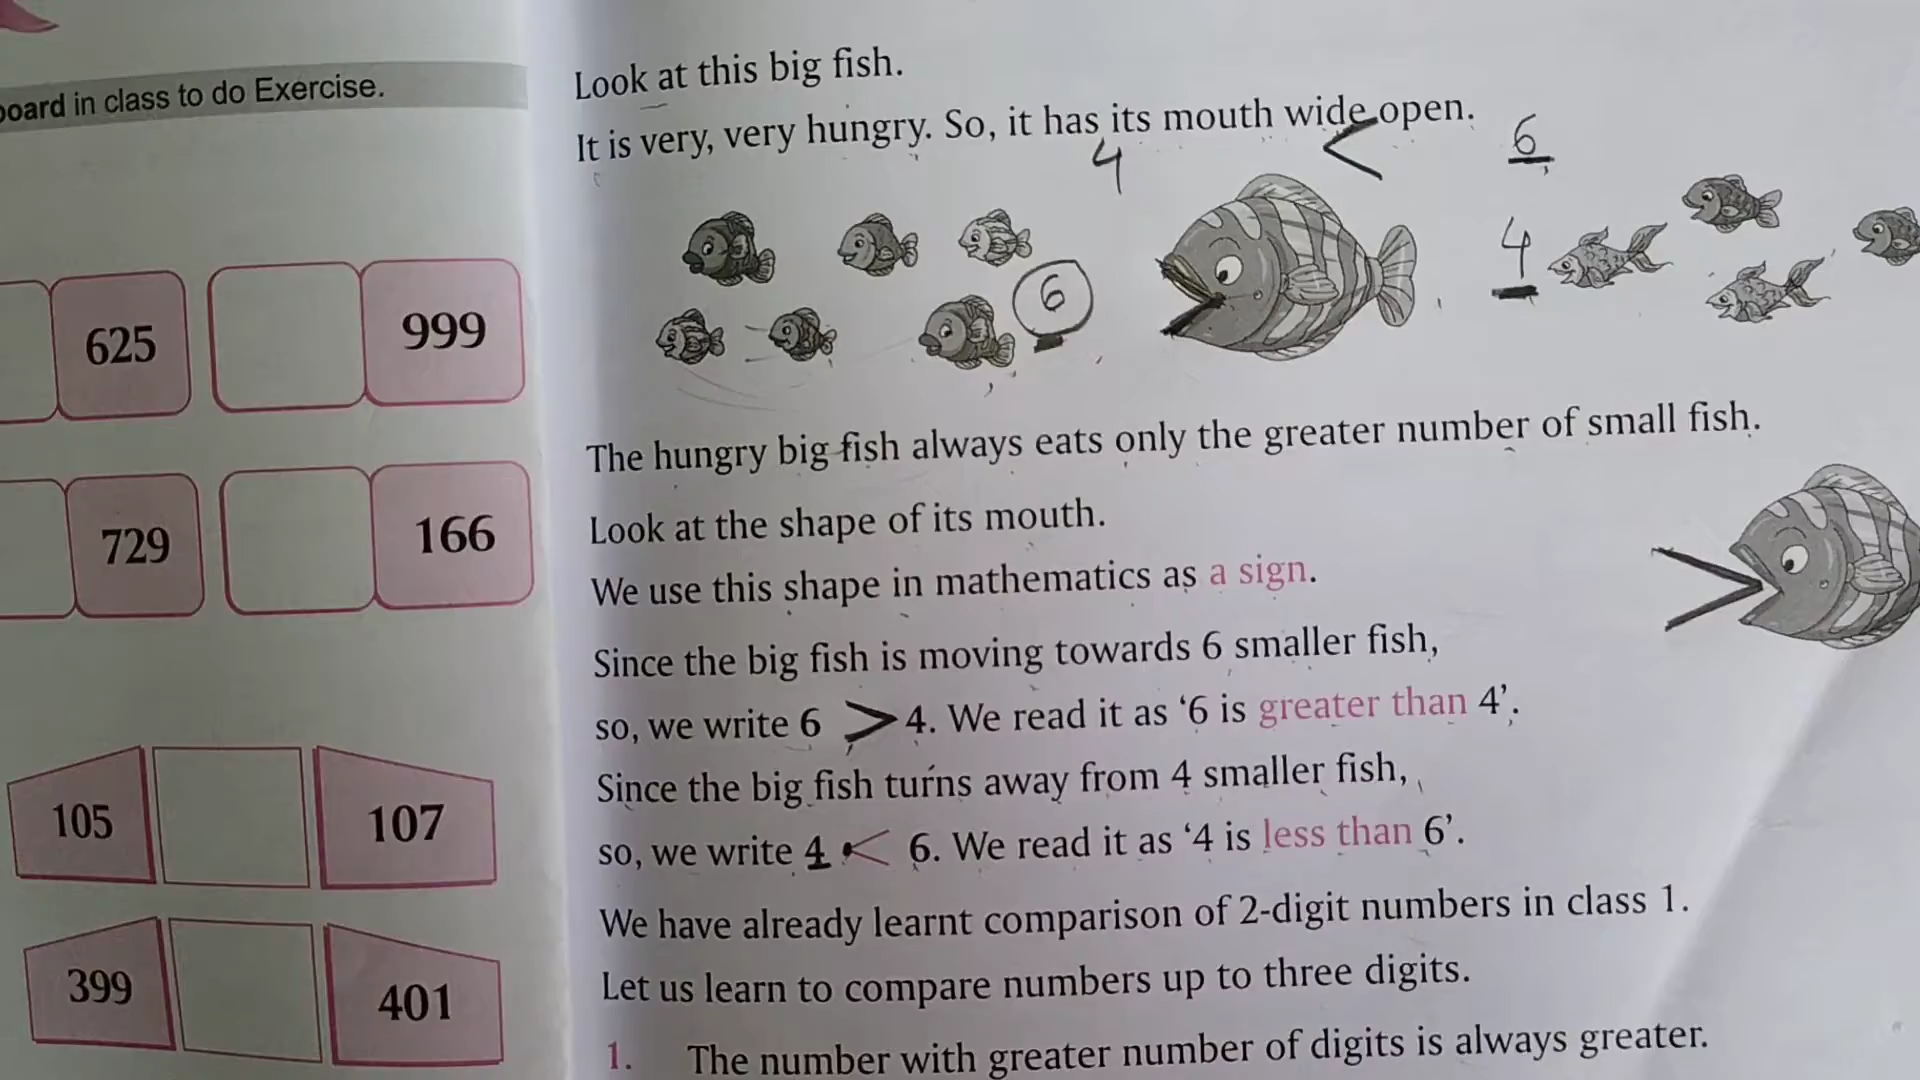 board in class to do Exercise.
625
999
729
166
105
107
399
401
Look at this big fish.
It is very, very hungry. So, it has its mouth wide open.
4 < 6
6
4
The hungry big fish always eats only the greater number of small fish.
Look at the shape of its mouth.
We use this shape in mathematics as a sign.
>
Since the big fish is moving towards 6 smaller fish,
so, we write 6 > 4. We read it as ‘6 is greater than 4’.
Since the big fish turns away from 4 smaller fish,
so, we write 4 < 6. We read it as ‘4 is less than 6’.
We have already learnt comparison of 2-digit numbers in class 1.
Let us learn to compare numbers up to three digits.
1. The number with greater number of digits is always greater.